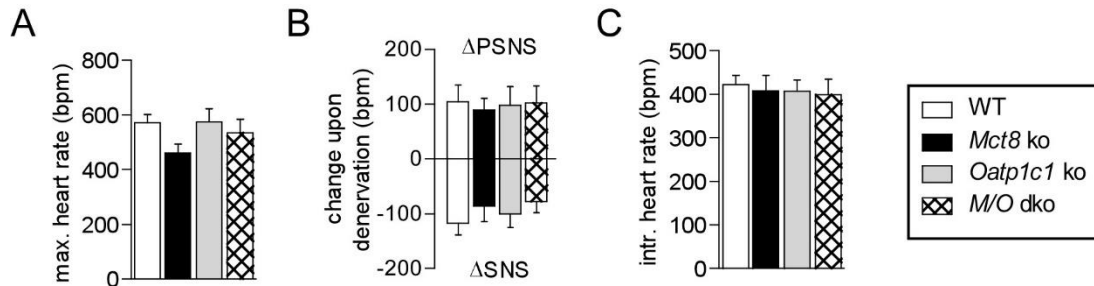 A
max. heart rate (bpm)
800
600
400
200
0
B
change upon
denervation (bpm)
200
100
0
-100
-200
ΔPSNS
ΔSNS
C
intr. heart rate (bpm)
500
400
300
200
100
0
WT
Mct8 ko
Oatp1c1 ko
M/O dko